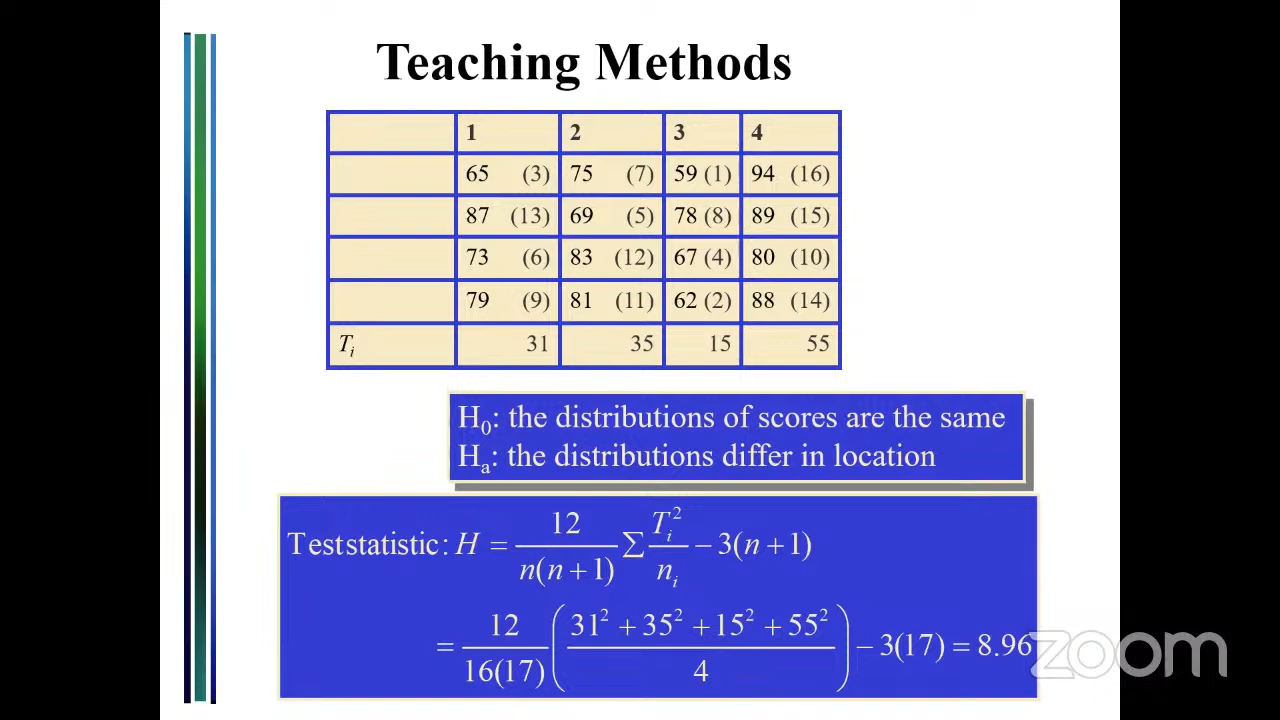 Teaching Methods
1 2 3 4
65 (3) 75 (7) 59 (1) 94 (16)
87 (13) 69 (5) 78 (8) 89 (15)
73 (6) 83 (12) 67 (4) 80 (10)
79 (9) 81 (11) 62 (2) 88 (14)
Tᵢ 31 35 15 55
H₀: the distributions of scores are the same
Hₐ: the distributions differ in location
Test statistic: H = 12/(n(n+1)) ∑ Tᵢ²/nᵢ − 3(n+1)
= 12/(16(17)) ((31² + 35² + 15² + 55²)/4) − 3(17) = 8.96
zoom